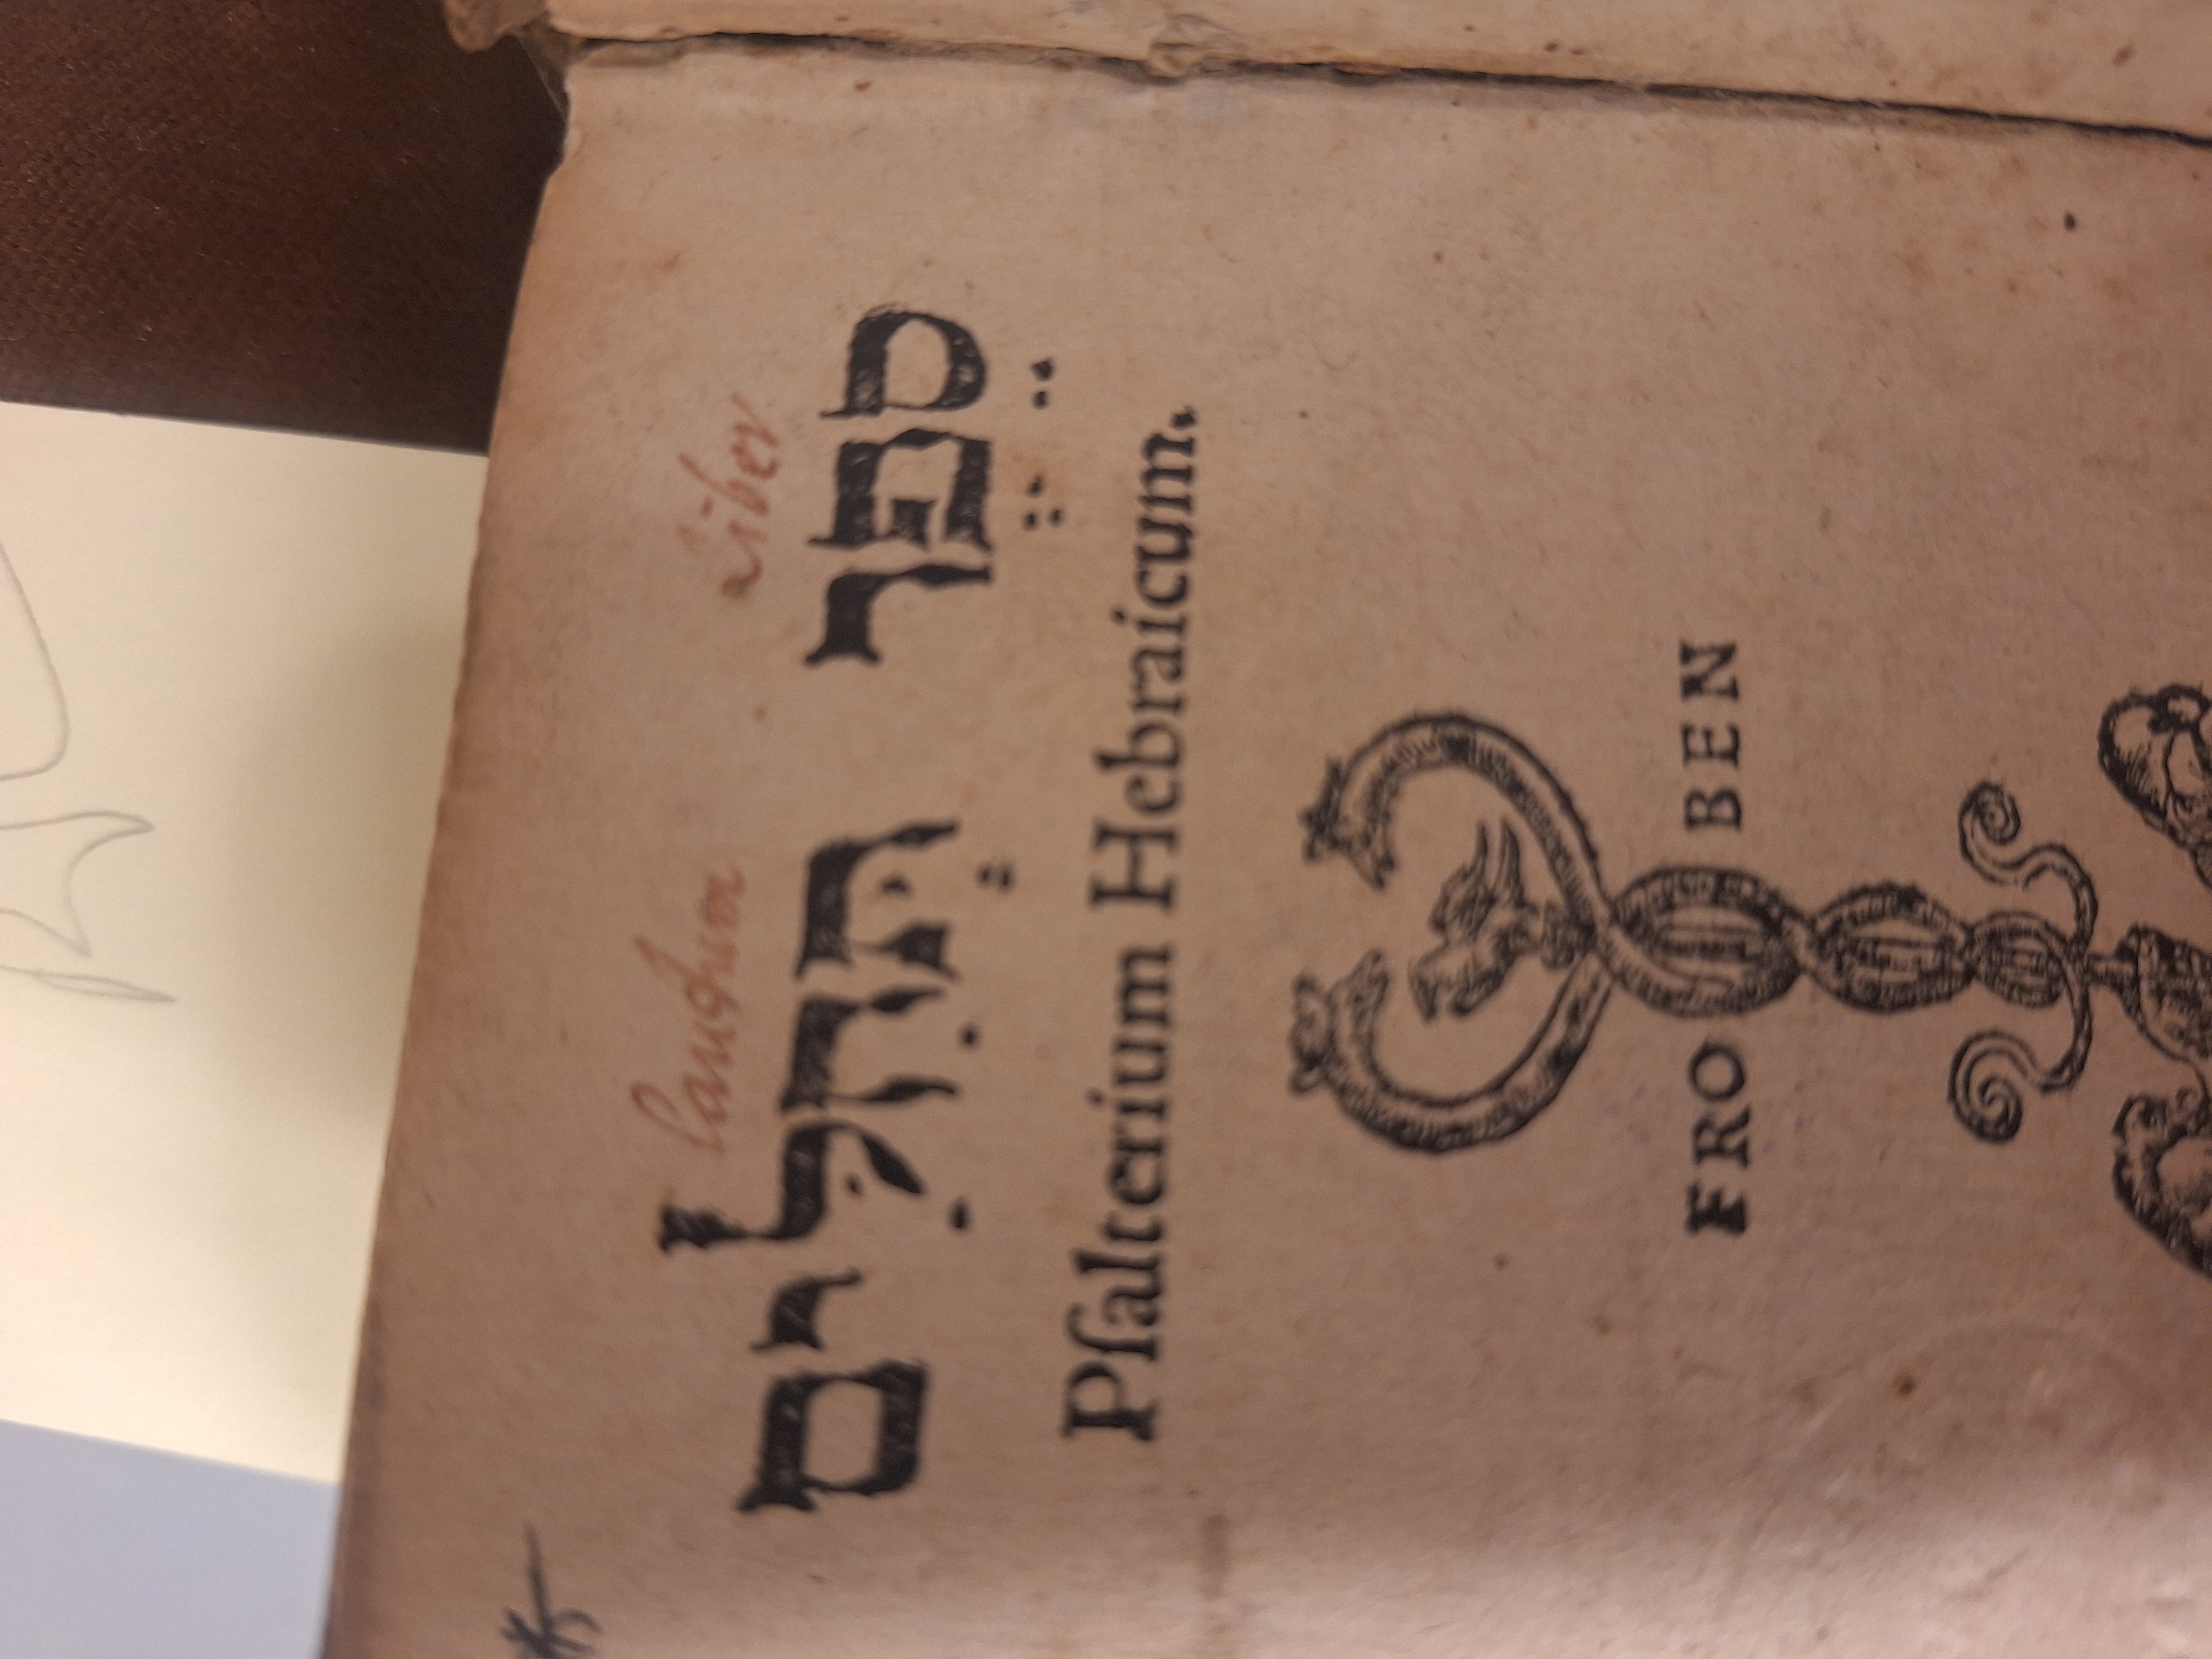 laudum Liber
סֵפֶר תְּהִלִּים
Pſalterium Hebraicum.
FRO BEN